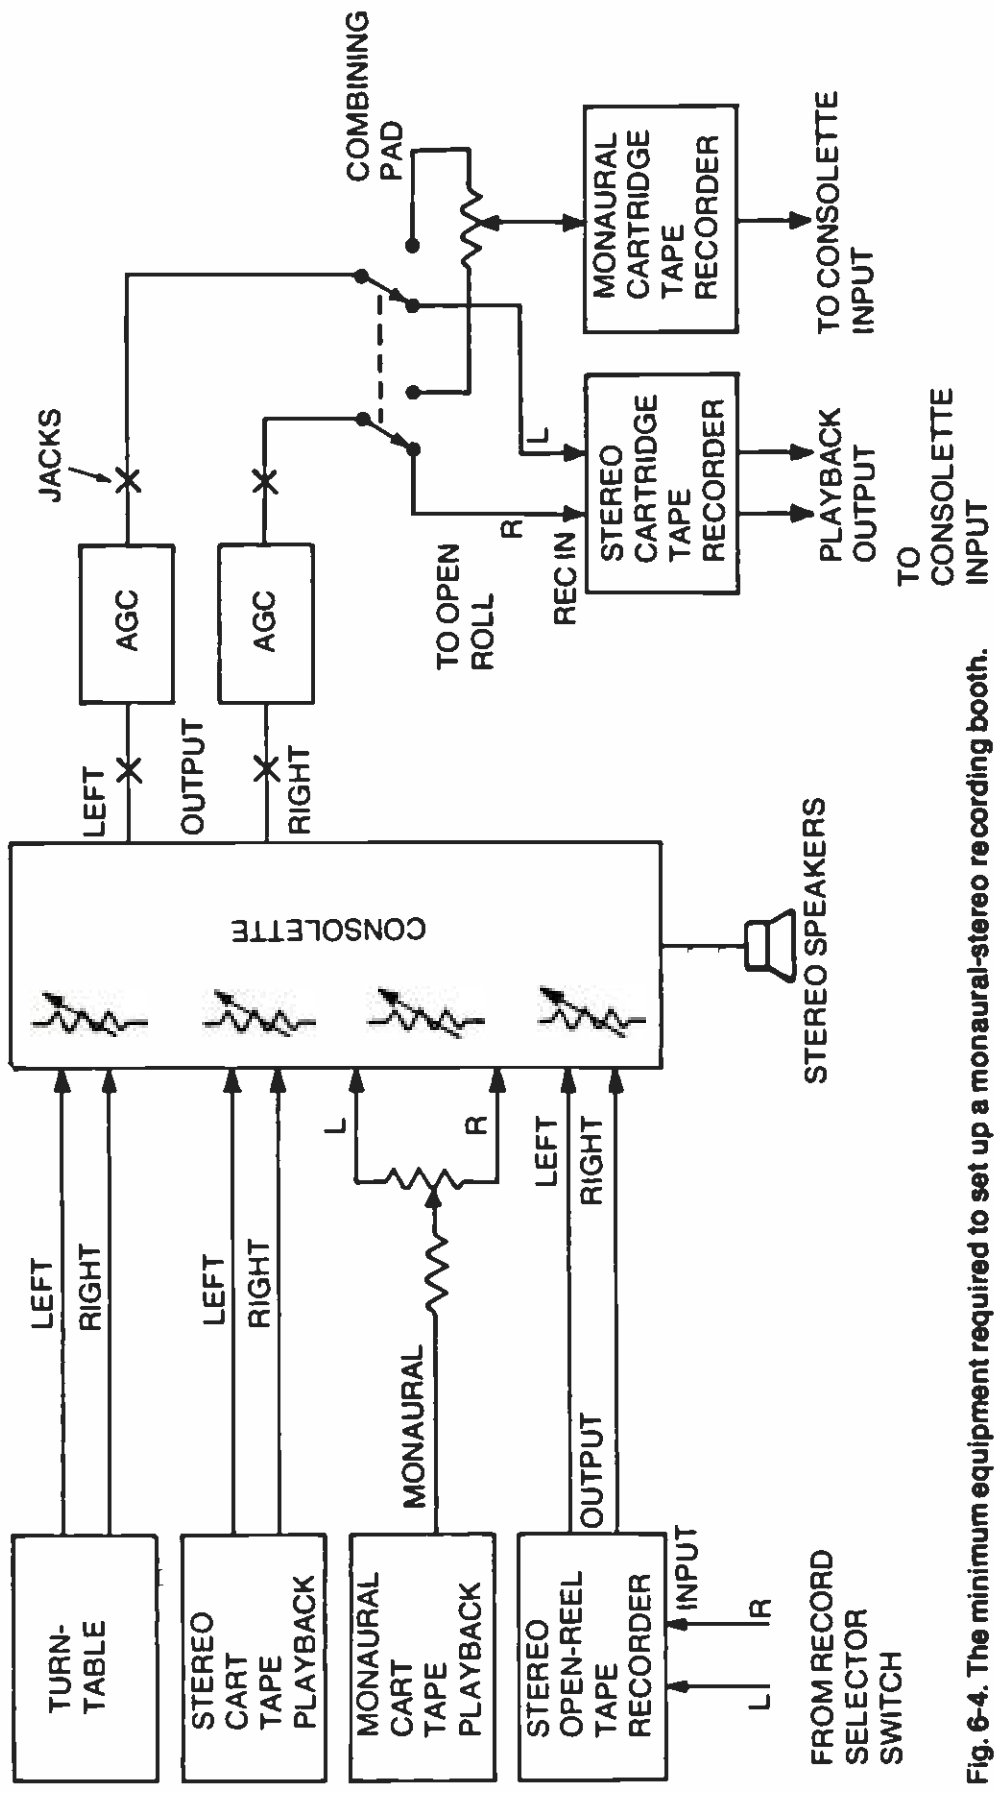 TURN-
TABLE
STEREO
CART
TAPE
PLAYBACK
MONAURAL
CART
TAPE
PLAYBACK
STEREO
OPEN-REEL
TAPE
RECORDER
INPUT
L
R
FROM RECORD
SELECTOR
SWITCH
LEFT
RIGHT
LEFT
RIGHT
MONAURAL
L
R
LEFT
RIGHT
OUTPUT
CONSOLETTE
STEREO SPEAKERS
LEFT
OUTPUT
RIGHT
AGC
AGC
JACKS
COMBINING
PAD
TO OPEN
ROLL
REC IN
R
L
STEREO
CARTRIDGE
TAPE
RECORDER
PLAYBACK
OUTPUT
TO
CONSOLETTE
INPUT
MONAURAL
CARTRIDGE
TAPE
RECORDER
TO CONSOLETTE
INPUT
Fig. 6-4. The minimum equipment required to set up a monaural-stereo recording booth.